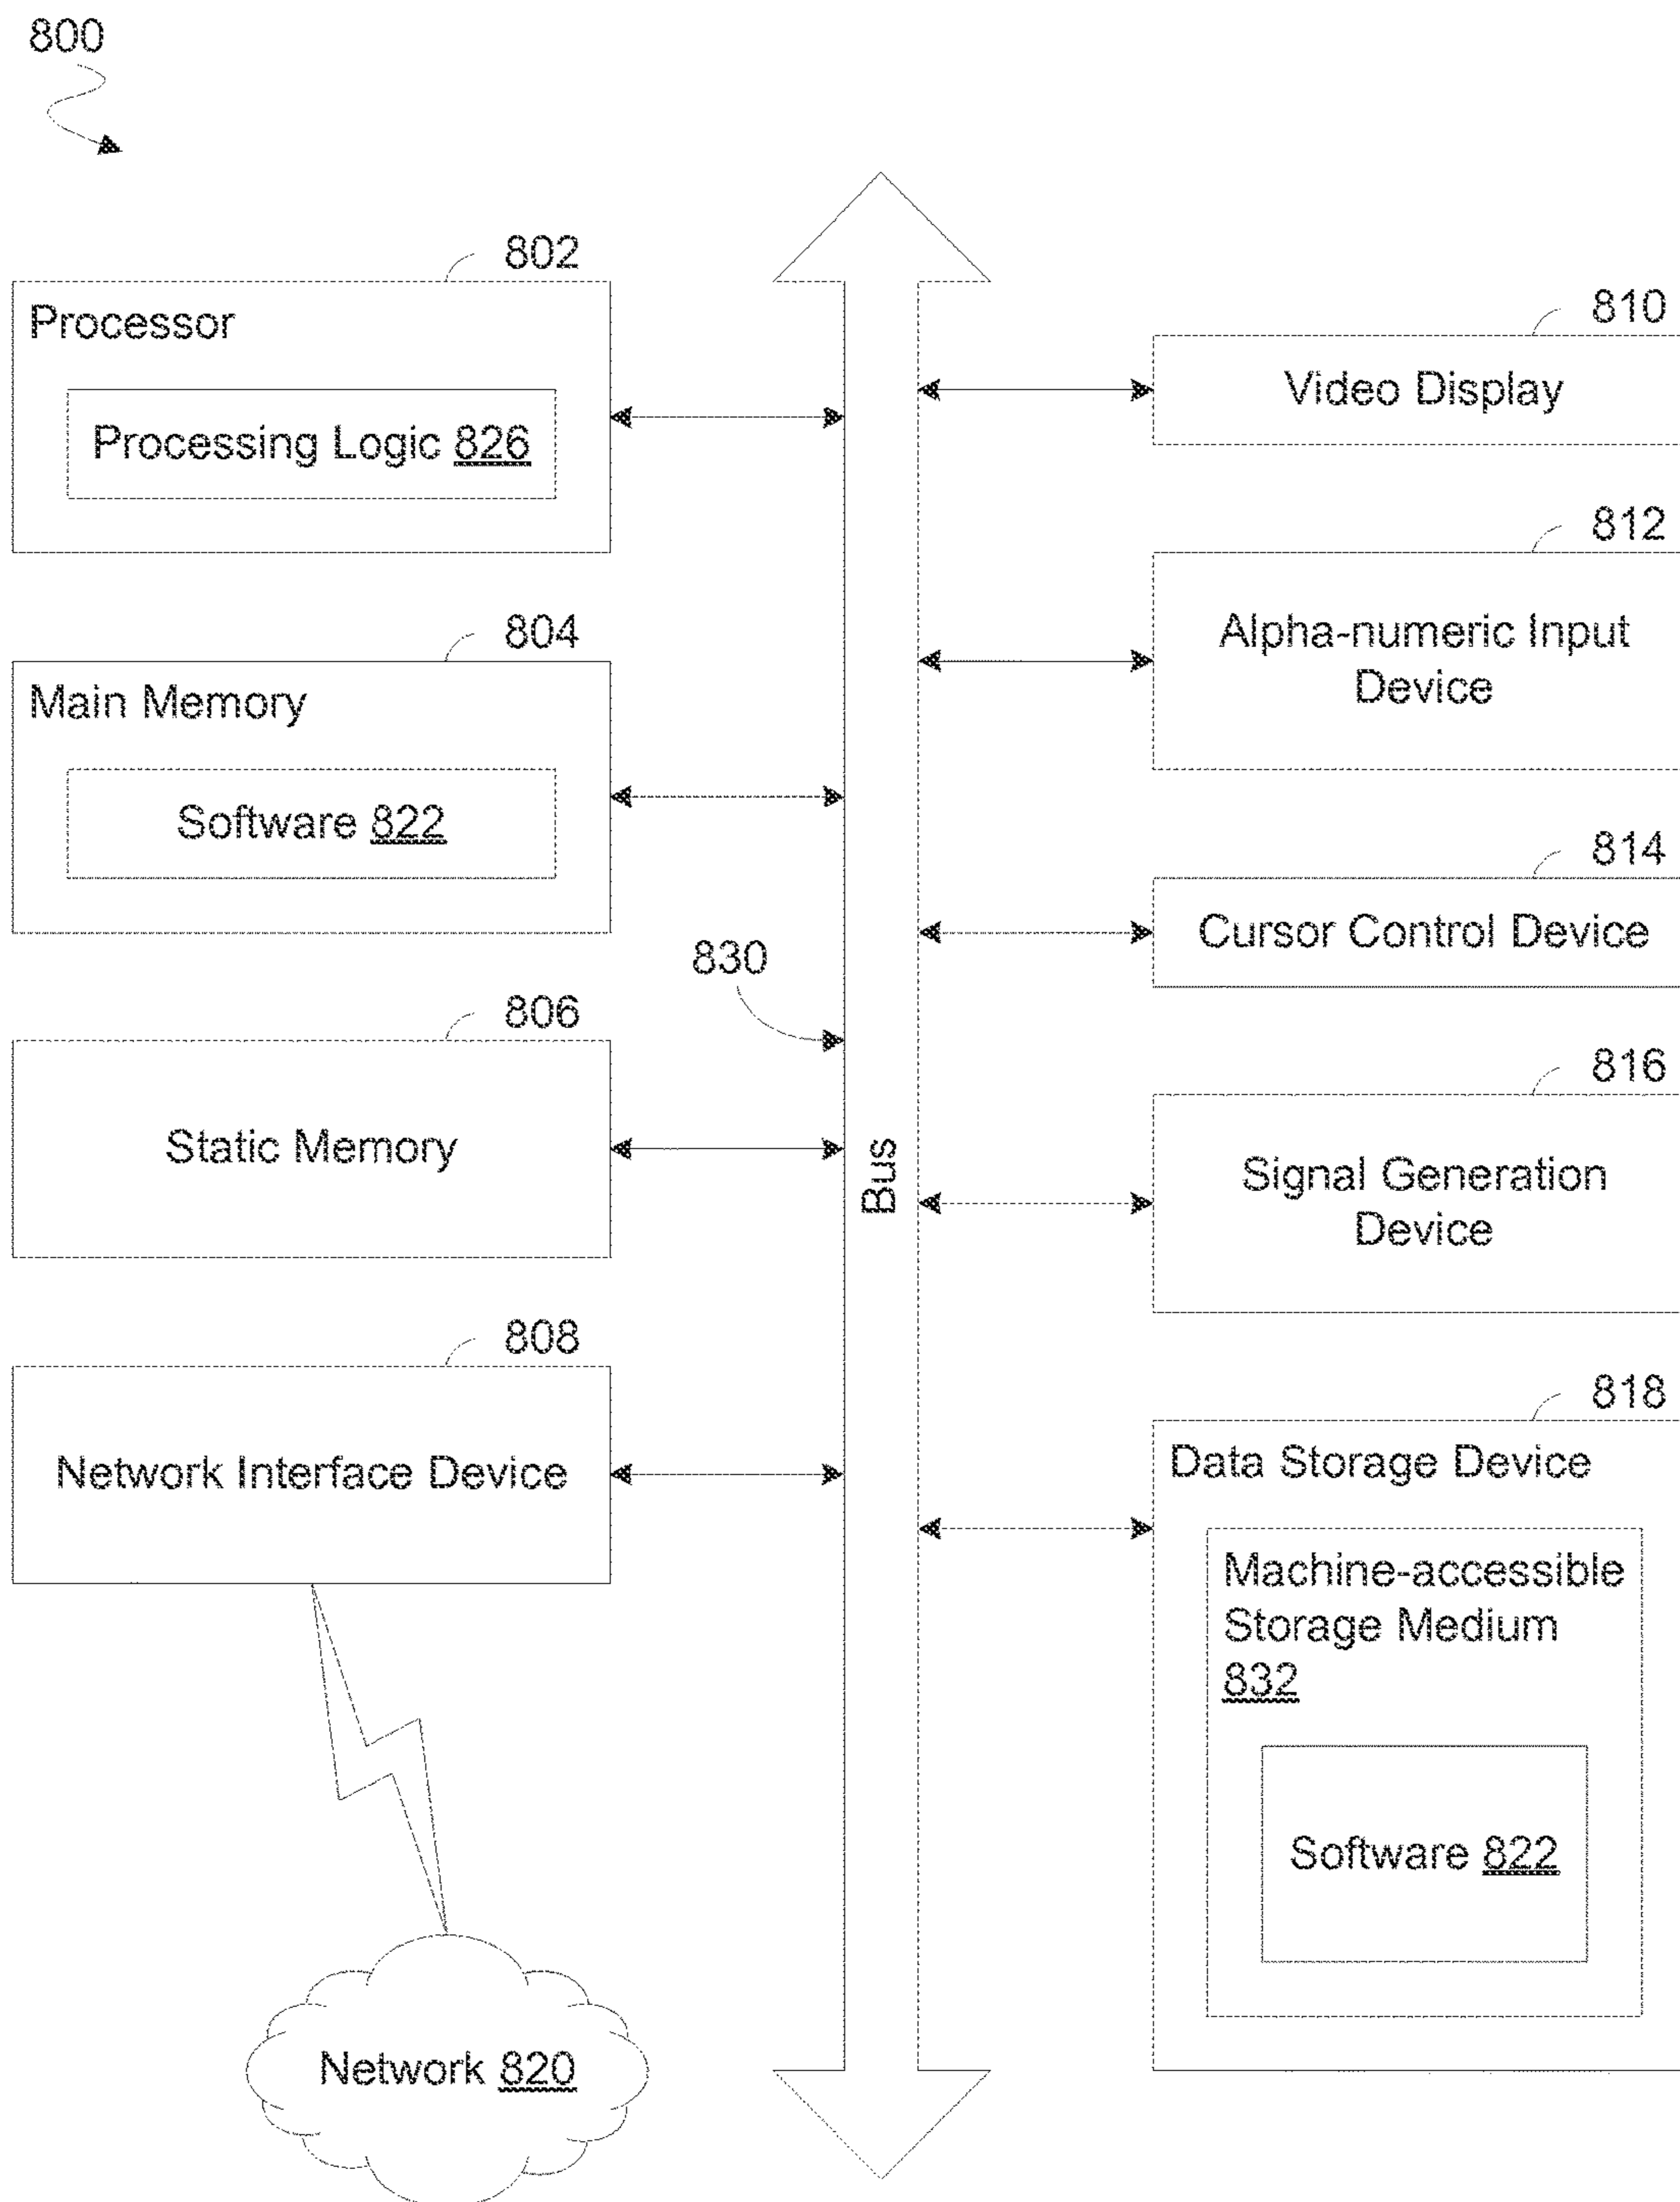 800
802
Processor
Processing Logic 826
804
Main Memory
Software 822
830
806
Static Memory
808
Network Interface Device
Network 820
Bus
810
Video Display
812
Alpha-numeric Input
Device
814
Cursor Control Device
816
Signal Generation
Device
818
Data Storage Device
Machine-accessible
Storage Medium
832
Software 822